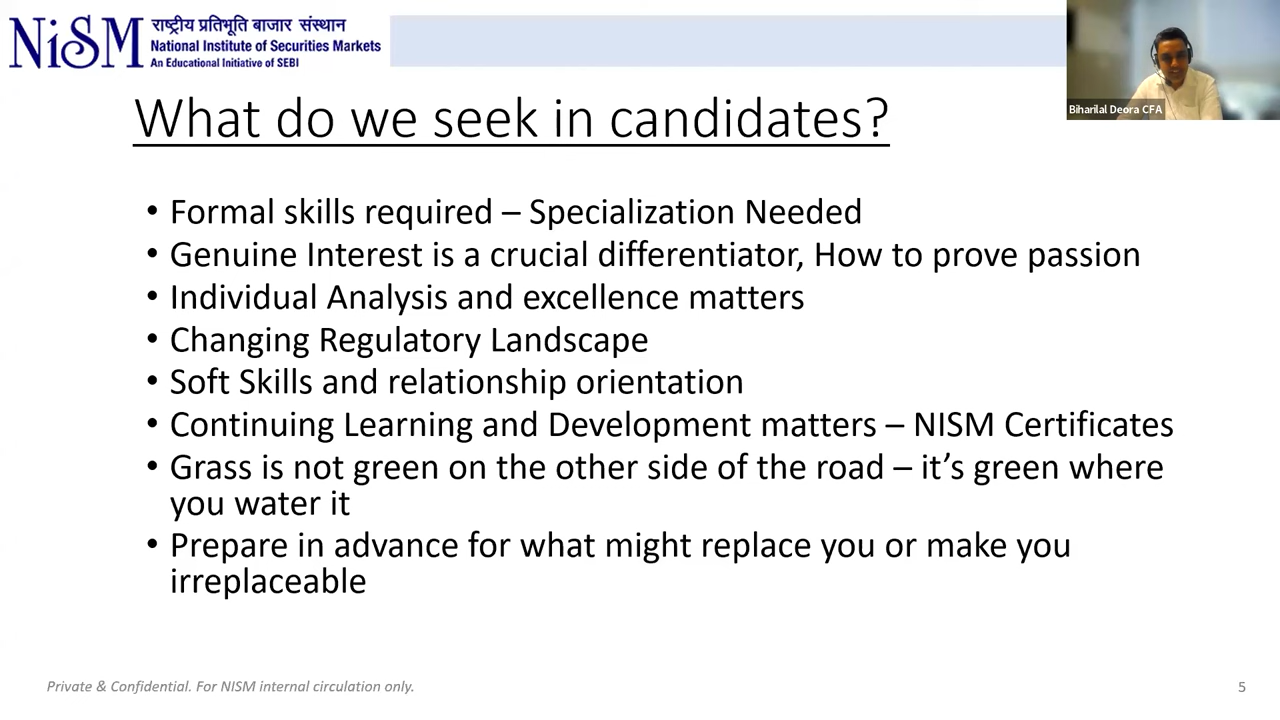 NiSM
राष्ट्रीय प्रतिभूति बाजार संस्थान
National Institute of Securities Markets
An Educational Initiative of SEBI
Biharilal Deora CFA
What do we seek in candidates?
• Formal skills required – Specialization Needed
• Genuine Interest is a crucial differentiator, How to prove passion
• Individual Analysis and excellence matters
• Changing Regulatory Landscape
• Soft Skills and relationship orientation
• Continuing Learning and Development matters – NISM Certificates
• Grass is not green on the other side of the road – it’s green where
you water it
• Prepare in advance for what might replace you or make you
irreplaceable
Private & Confidential. For NISM internal circulation only.
5